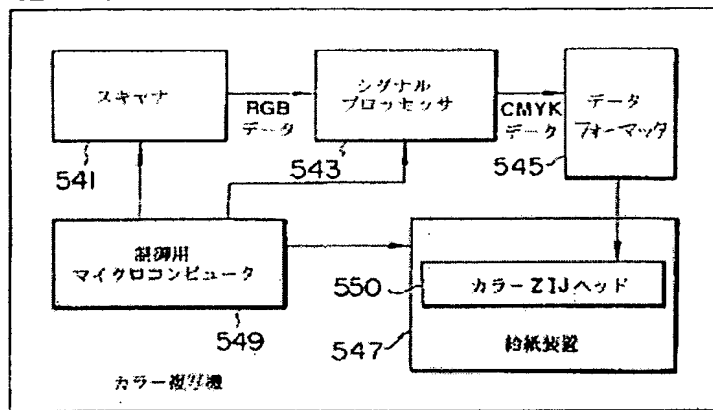 スキャナ
541
RGB
データ
シグナル
プロッセッサ
543
CMYK
データ
データ
フォーマッタ
545
制御用
マイクロコンピュータ
549
550
カラーZIJヘッド
547
給紙装置
カラー複写機